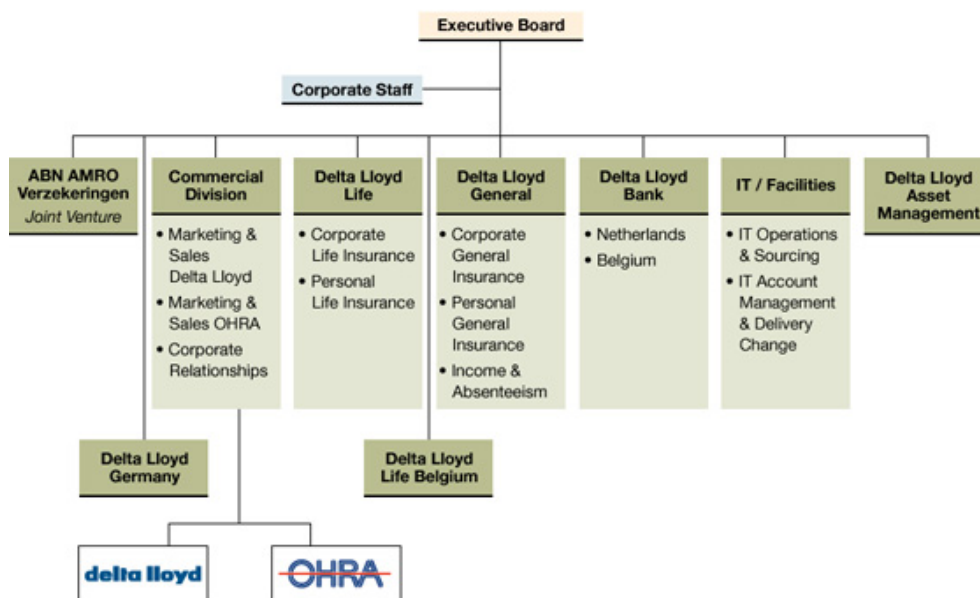 Executive Board
Corporate Staff
ABN AMRO
Verzekeringen
Joint Venture
Commercial
Division
• Marketing &
Sales
Delta Lloyd
• Marketing &
Sales OHRA
• Corporate
Relationships
Delta Lloyd
Life
• Corporate
Life Insurance
• Personal
Life Insurance
Delta Lloyd
General
• Corporate
General
Insurance
• Personal
General
Insurance
• Income &
Absenteeism
Delta Lloyd
Bank
• Netherlands
• Belgium
IT / Facilities
• IT Operations
& Sourcing
• IT Account
Management
& Delivery
Change
Delta Lloyd
Asset
Management
Delta Lloyd
Germany
Delta Lloyd
Life Belgium
delta lloyd
OHRA